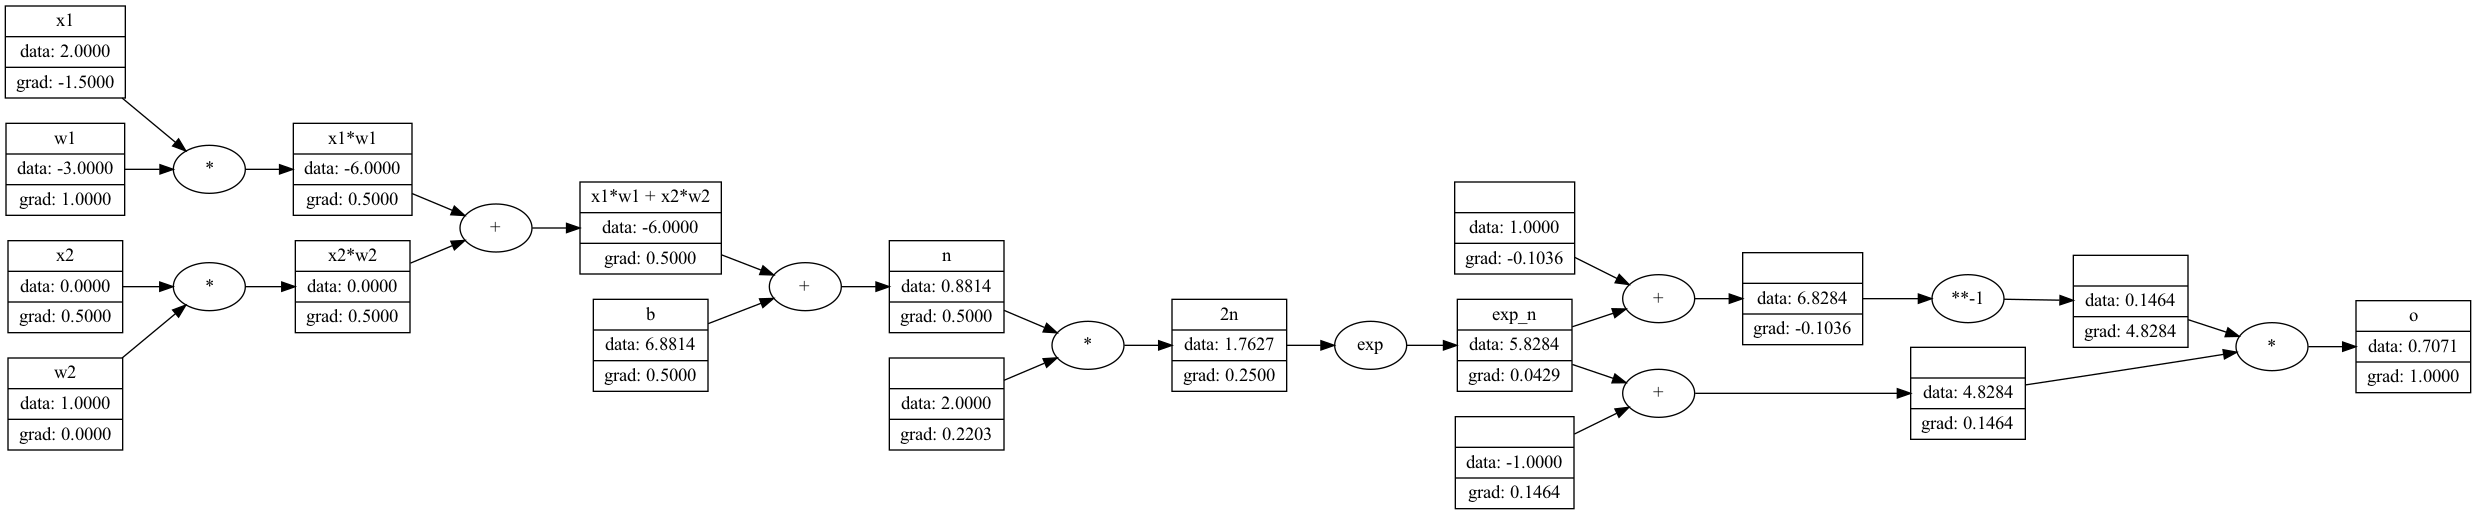 x1
data: 2.0000
grad: -1.5000
w1
data: -3.0000
grad: 1.0000
*
x1*w1
data: -6.0000
grad: 0.5000
x2
data: 0.0000
grad: 0.5000
*
x2*w2
data: 0.0000
grad: 0.5000
w2
data: 1.0000
grad: 0.0000
+
x1*w1 + x2*w2
data: -6.0000
grad: 0.5000
b
data: 6.8814
grad: 0.5000
+
n
data: 0.8814
grad: 0.5000
data: 2.0000
grad: 0.2203
*
2n
data: 1.7627
grad: 0.2500
exp
data: 1.0000
grad: -0.1036
exp_n
data: 5.8284
grad: 0.0429
data: -1.0000
grad: 0.1464
+
+
data: 6.8284
grad: -0.1036
**-1
data: 4.8284
grad: 0.1464
data: 0.1464
grad: 4.8284
*
o
data: 0.7071
grad: 1.0000